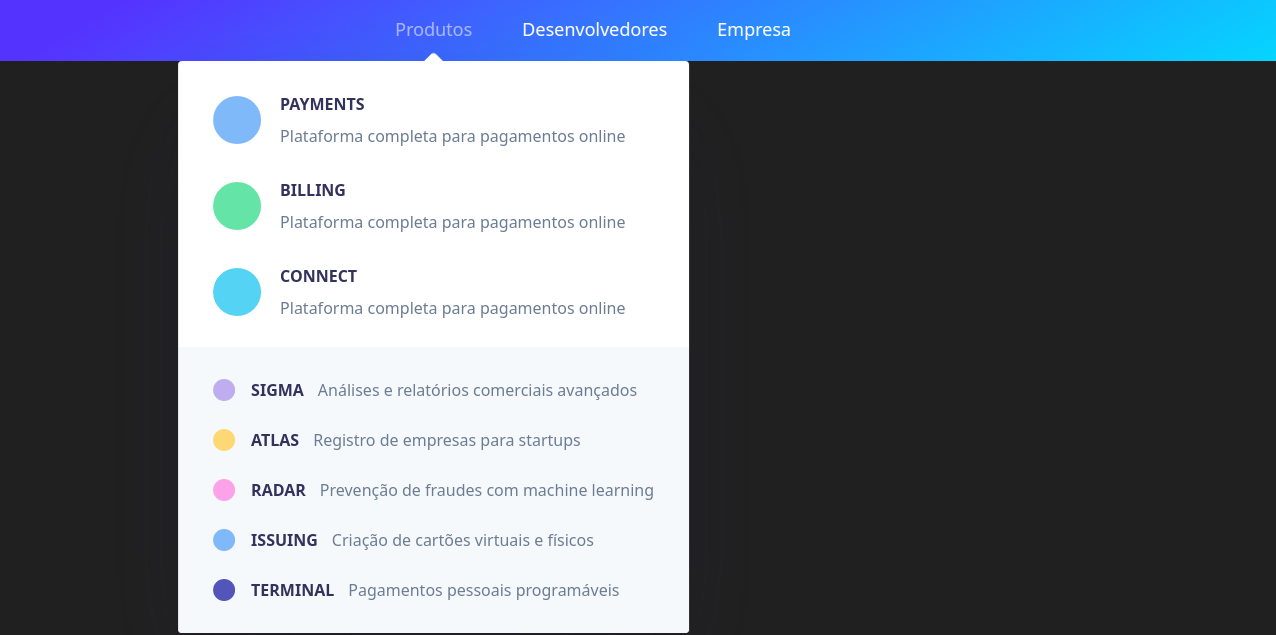 Produtos Desenvolvedores Empresa
PAYMENTS
Plataforma completa para pagamentos online
BILLING
Plataforma completa para pagamentos online
CONNECT
Plataforma completa para pagamentos online
SIGMA Análises e relatórios comerciais avançados
ATLAS Registro de empresas para startups
RADAR Prevenção de fraudes com machine learning
ISSUING Criação de cartões virtuais e físicos
TERMINAL Pagamentos pessoais programáveis